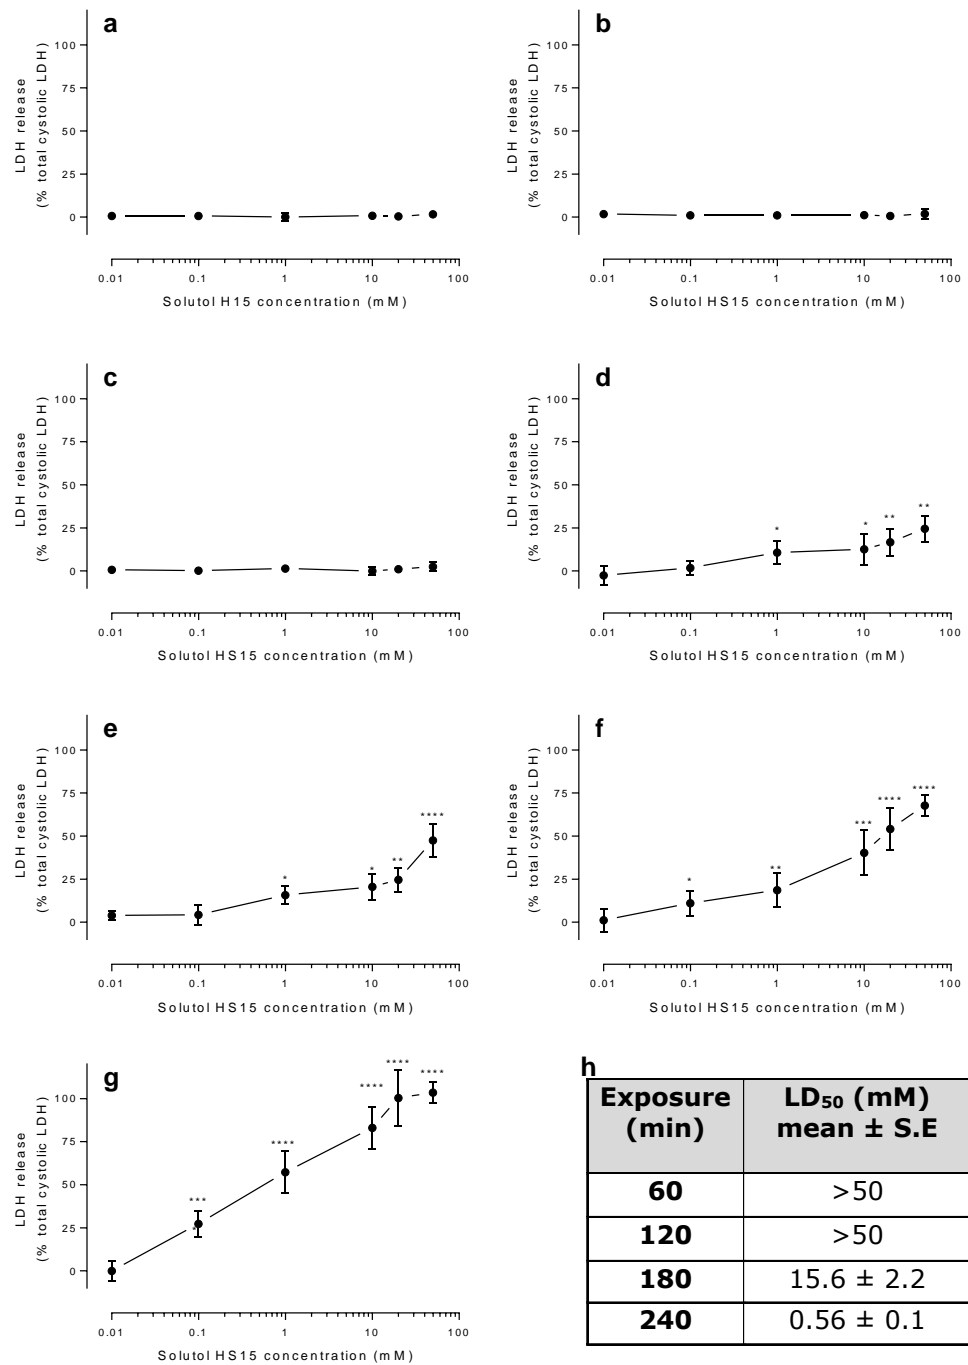 a
LDH release
(% total cystolic LDH)
100
75
50
25
0
0.01 0.1 1 10 100
Solutol H15 concentration (mM)
b
LDH release
(% total cystolic LDH)
100
75
50
25
0
0.01 0.1 1 10 100
Solutol HS15 concentration (mM)
c
LDH release
(% total cystolic LDH)
100
75
50
25
0
0.01 0.1 1 10 100
Solutol HS15 concentration (mM)
d
LDH release
(% total cystolic LDH)
100
75
50
25
0
* * ** **
0.01 0.1 1 10 100
Solutol HS15 concentration (mM)
e
LDH release
(% total cystolic LDH)
100
75
50
25
0
* * ** ****
0.01 0.1 1 10 100
Solutol HS15 concentration (mM)
f
LDH release
(% total cystolic LDH)
100
75
50
25
0
* ** *** **** ****
0.01 0.1 1 10 100
Solutol HS15 concentration (mM)
g
LDH release
(% total cystolic LDH)
100
75
50
25
0
*** **** **** **** ****
*
0.01 0.1 1 10 100
Solutol HS15 concentration (mM)
h
Exposure (min) LD₅₀ (mM) mean ± S.E
60 >50
120 >50
180 15.6 ± 2.2
240 0.56 ± 0.1